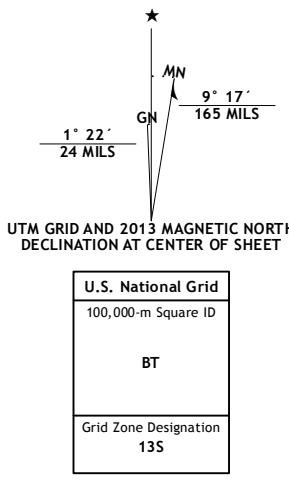 ★
MN
GN
9° 17´
165 MILS
1° 22´
24 MILS
UTM GRID AND 2013 MAGNETIC NORTH
DECLINATION AT CENTER OF SHEET
U.S. National Grid
100,000-m Square ID
BT
Grid Zone Designation
13S